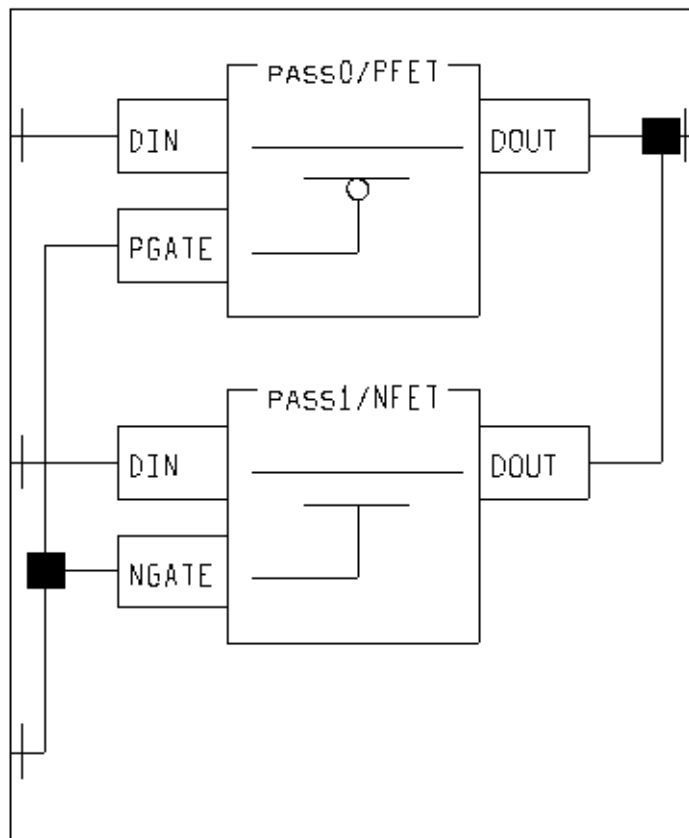 PASS0/PFET
DIN
DOUT
PGATE
PASS1/NFET
DIN
DOUT
NGATE